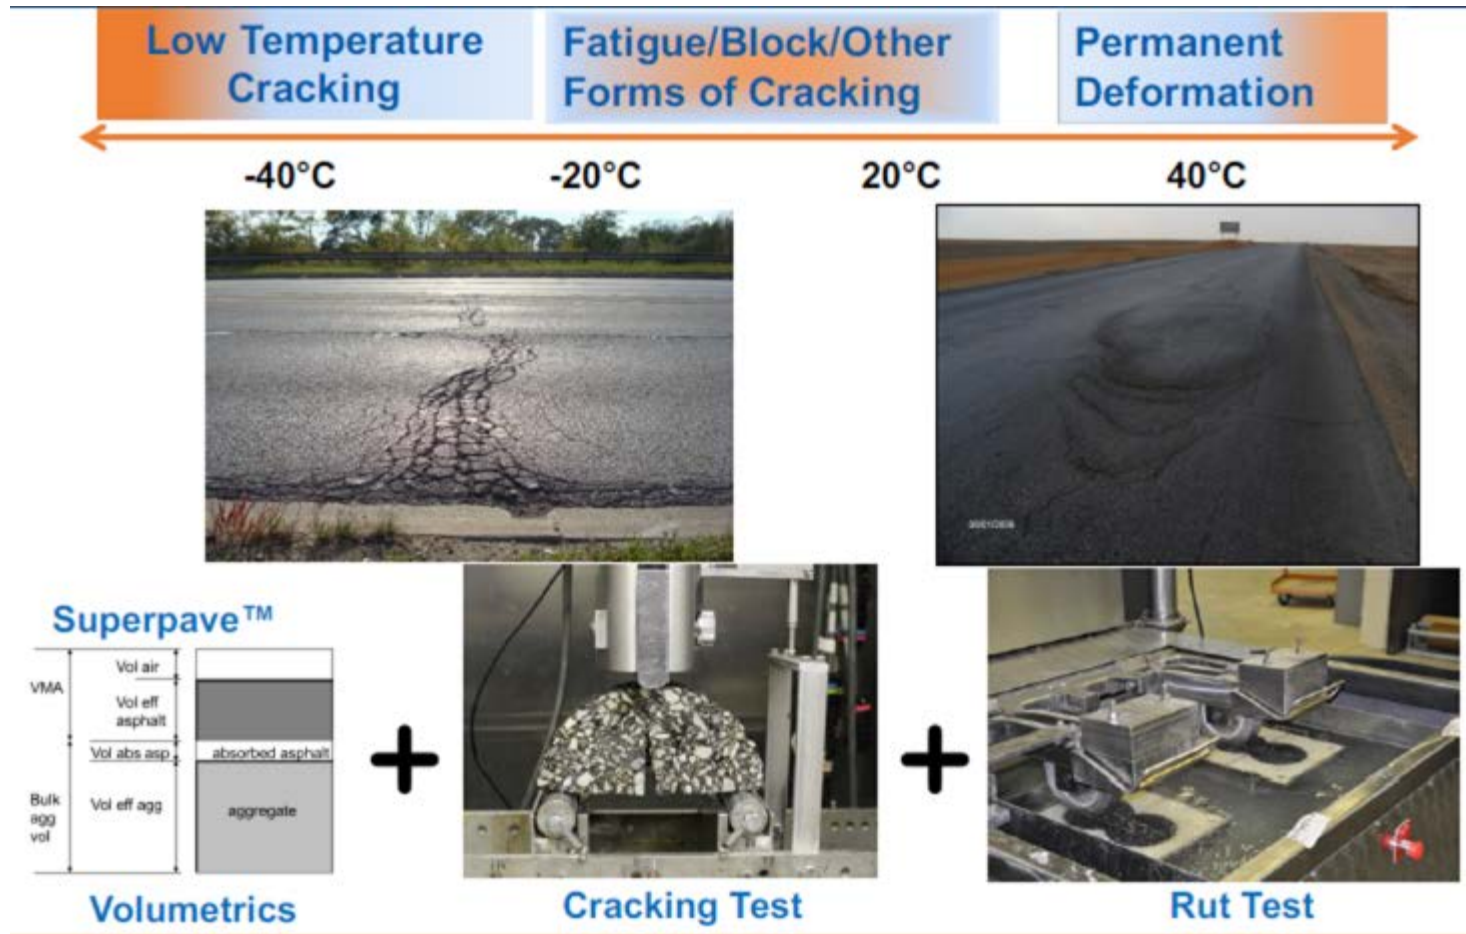 Low Temperature
Cracking
Fatigue/Block/Other
Forms of Cracking
Permanent
Deformation
-40°C
-20°C
20°C
40°C
Superpave™
VMA
Vol air
Vol eff
asphalt
Vol abs asp
absorbed asphalt
Bulk
agg
vol
Vol eff agg
aggregate
Volumetrics
Cracking Test
Rut Test